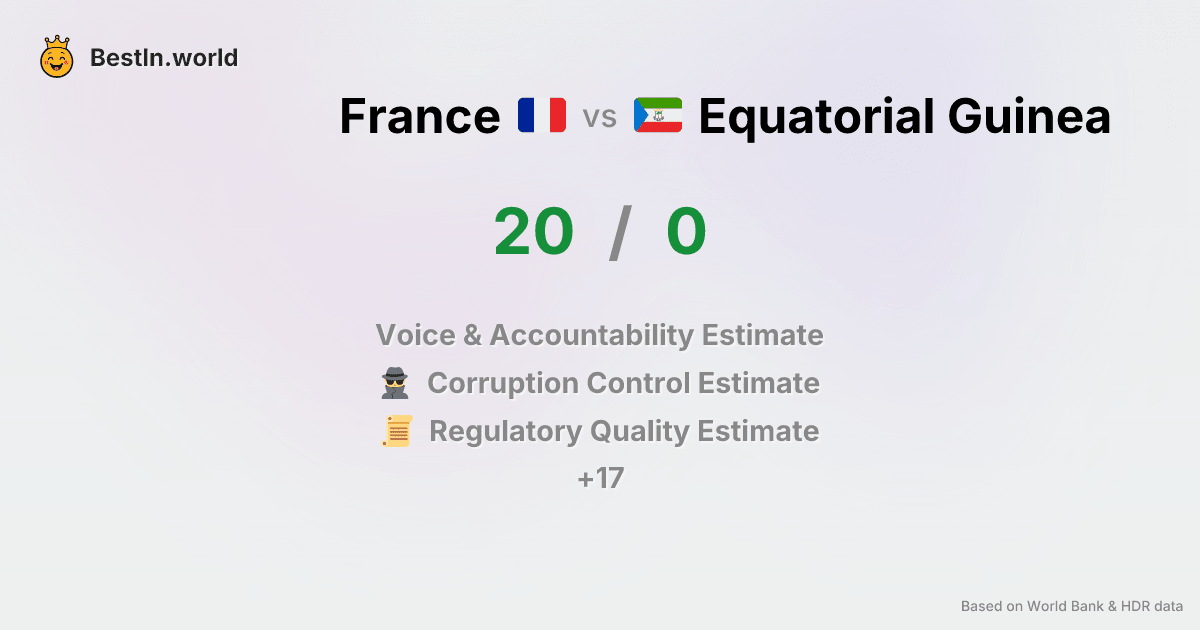 BestIn.world
France vs Equatorial Guinea
20 / 0
Voice & Accountability Estimate
Corruption Control Estimate
Regulatory Quality Estimate
+17
Based on World Bank & HDR data